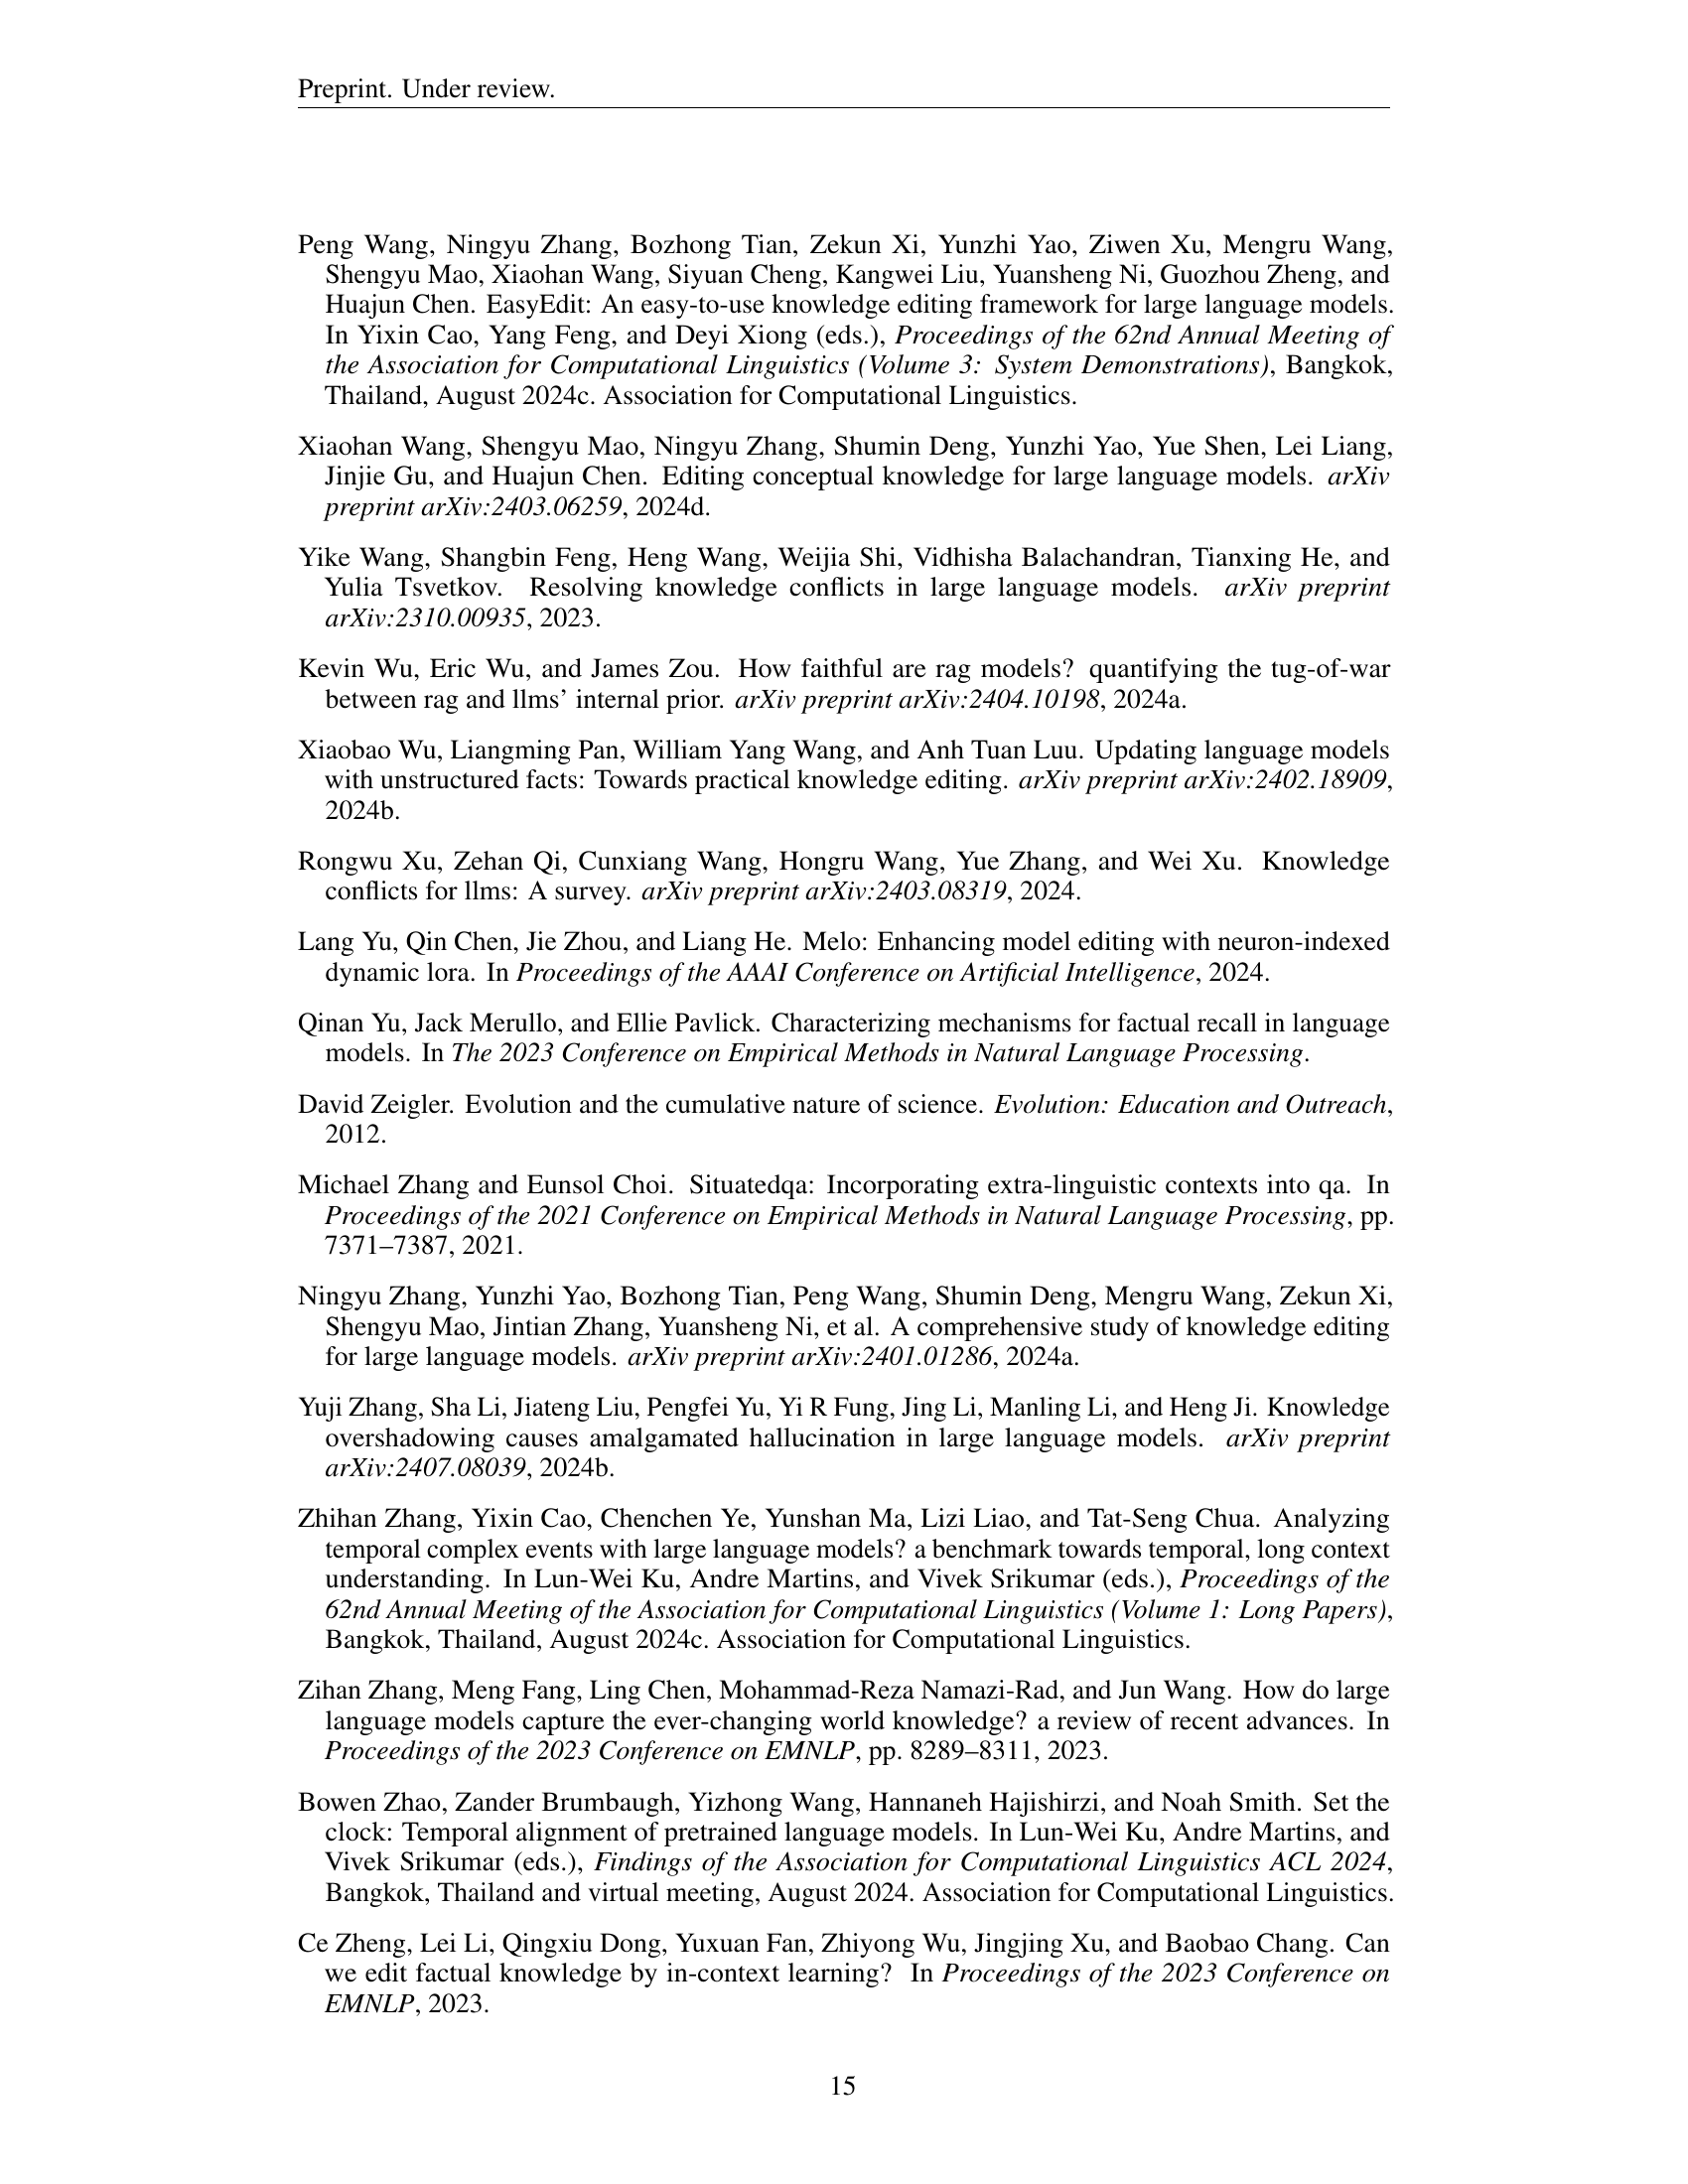 Preprint. Under review.
Peng Wang, Ningyu Zhang, Bozhong Tian, Zekun Xi, Yunzhi Yao, Ziwen Xu, Mengru Wang,
Shengyu Mao, Xiaohan Wang, Siyuan Cheng, Kangwei Liu, Yuansheng Ni, Guozhou Zheng, and
Huajun Chen. EasyEdit: An easy-to-use knowledge editing framework for large language models.
In Yixin Cao, Yang Feng, and Deyi Xiong (eds.), Proceedings of the 62nd Annual Meeting of
the Association for Computational Linguistics (Volume 3: System Demonstrations), Bangkok,
Thailand, August 2024c. Association for Computational Linguistics.
Xiaohan Wang, Shengyu Mao, Ningyu Zhang, Shumin Deng, Yunzhi Yao, Yue Shen, Lei Liang,
Jinjie Gu, and Huajun Chen. Editing conceptual knowledge for large language models. arXiv
preprint arXiv:2403.06259, 2024d.
Yike Wang, Shangbin Feng, Heng Wang, Weijia Shi, Vidhisha Balachandran, Tianxing He, and
Yulia Tsvetkov. Resolving knowledge conflicts in large language models. arXiv preprint
arXiv:2310.00935, 2023.
Kevin Wu, Eric Wu, and James Zou. How faithful are rag models? quantifying the tug-of-war
between rag and llms’ internal prior. arXiv preprint arXiv:2404.10198, 2024a.
Xiaobao Wu, Liangming Pan, William Yang Wang, and Anh Tuan Luu. Updating language models
with unstructured facts: Towards practical knowledge editing. arXiv preprint arXiv:2402.18909,
2024b.
Rongwu Xu, Zehan Qi, Cunxiang Wang, Hongru Wang, Yue Zhang, and Wei Xu. Knowledge
conflicts for llms: A survey. arXiv preprint arXiv:2403.08319, 2024.
Lang Yu, Qin Chen, Jie Zhou, and Liang He. Melo: Enhancing model editing with neuron-indexed
dynamic lora. In Proceedings of the AAAI Conference on Artificial Intelligence, 2024.
Qinan Yu, Jack Merullo, and Ellie Pavlick. Characterizing mechanisms for factual recall in language
models. In The 2023 Conference on Empirical Methods in Natural Language Processing.
David Zeigler. Evolution and the cumulative nature of science. Evolution: Education and Outreach,
2012.
Michael Zhang and Eunsol Choi. Situatedqa: Incorporating extra-linguistic contexts into qa. In
Proceedings of the 2021 Conference on Empirical Methods in Natural Language Processing, pp.
7371–7387, 2021.
Ningyu Zhang, Yunzhi Yao, Bozhong Tian, Peng Wang, Shumin Deng, Mengru Wang, Zekun Xi,
Shengyu Mao, Jintian Zhang, Yuansheng Ni, et al. A comprehensive study of knowledge editing
for large language models. arXiv preprint arXiv:2401.01286, 2024a.
Yuji Zhang, Sha Li, Jiateng Liu, Pengfei Yu, Yi R Fung, Jing Li, Manling Li, and Heng Ji. Knowledge
overshadowing causes amalgamated hallucination in large language models. arXiv preprint
arXiv:2407.08039, 2024b.
Zhihan Zhang, Yixin Cao, Chenchen Ye, Yunshan Ma, Lizi Liao, and Tat-Seng Chua. Analyzing
temporal complex events with large language models? a benchmark towards temporal, long context
understanding. In Lun-Wei Ku, Andre Martins, and Vivek Srikumar (eds.), Proceedings of the
62nd Annual Meeting of the Association for Computational Linguistics (Volume 1: Long Papers),
Bangkok, Thailand, August 2024c. Association for Computational Linguistics.
Zihan Zhang, Meng Fang, Ling Chen, Mohammad-Reza Namazi-Rad, and Jun Wang. How do large
language models capture the ever-changing world knowledge? a review of recent advances. In
Proceedings of the 2023 Conference on EMNLP, pp. 8289–8311, 2023.
Bowen Zhao, Zander Brumbaugh, Yizhong Wang, Hannaneh Hajishirzi, and Noah Smith. Set the
clock: Temporal alignment of pretrained language models. In Lun-Wei Ku, Andre Martins, and
Vivek Srikumar (eds.), Findings of the Association for Computational Linguistics ACL 2024,
Bangkok, Thailand and virtual meeting, August 2024. Association for Computational Linguistics.
Ce Zheng, Lei Li, Qingxiu Dong, Yuxuan Fan, Zhiyong Wu, Jingjing Xu, and Baobao Chang. Can
we edit factual knowledge by in-context learning? In Proceedings of the 2023 Conference on
EMNLP, 2023.
15